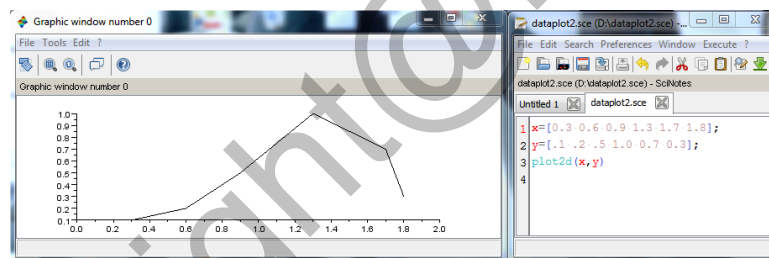 Graphic window number 0
File Tools Edit ?
Graphic window number 0
1.0
0.9
0.8
0.7
0.6
0.5
0.4
0.3
0.2
0.1
0.0 0.2 0.4 0.6 0.8 1.0 1.2 1.4 1.6 1.8 2.0
dataplot2.sce (D:\dataplot2.sce) -...
File Edit Search Preferences Window Execute ?
dataplot2.sce (D:\dataplot2.sce) - SciNotes
Untitled 1 dataplot2.sce
1 x=[0.3 0.6 0.9 1.3 1.7 1.8];
2 y=[.1 .2 .5 1.0 0.7 0.3];
3 plot2d(x,y)
4